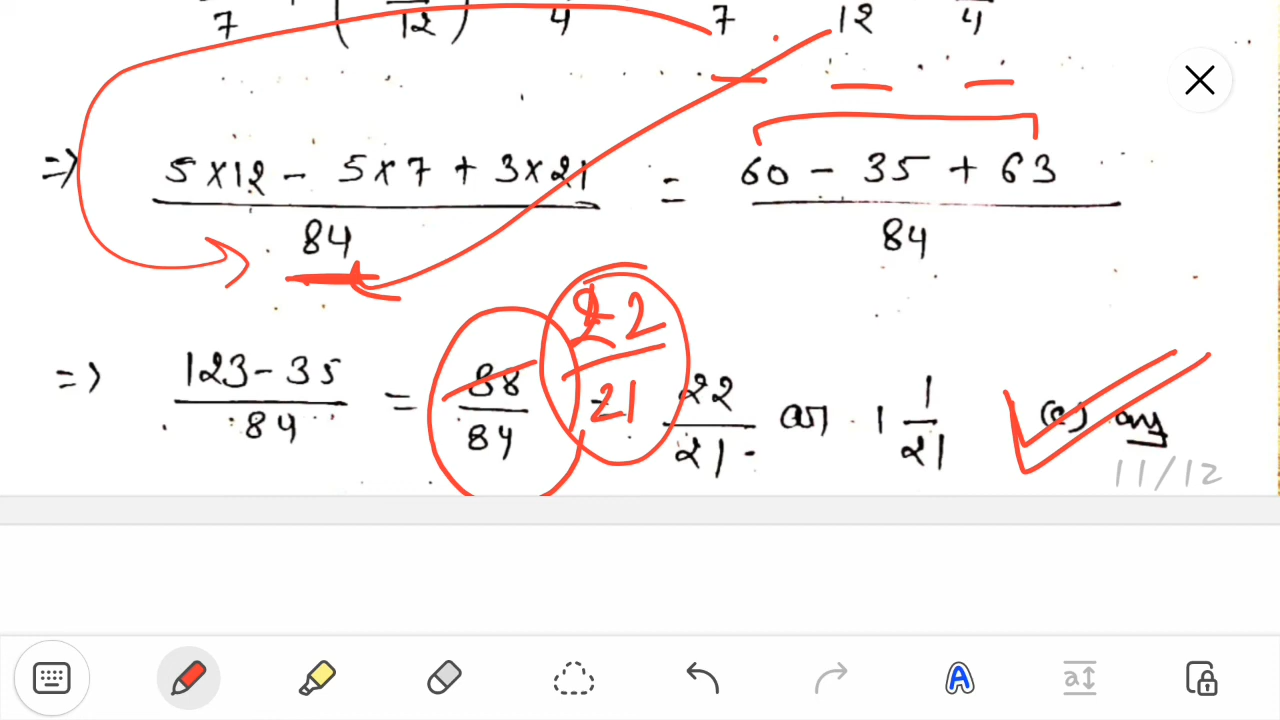 7 ( 12 ) 4 7 12 4
=> 5×12 - 5×7 + 3×21 / 84 = 60 - 35 + 63 / 84
=> 123-35 / 84 = 88 / 84 = 22 / 21 or 1 1/21 ans
22 / 21
11/12
A
a